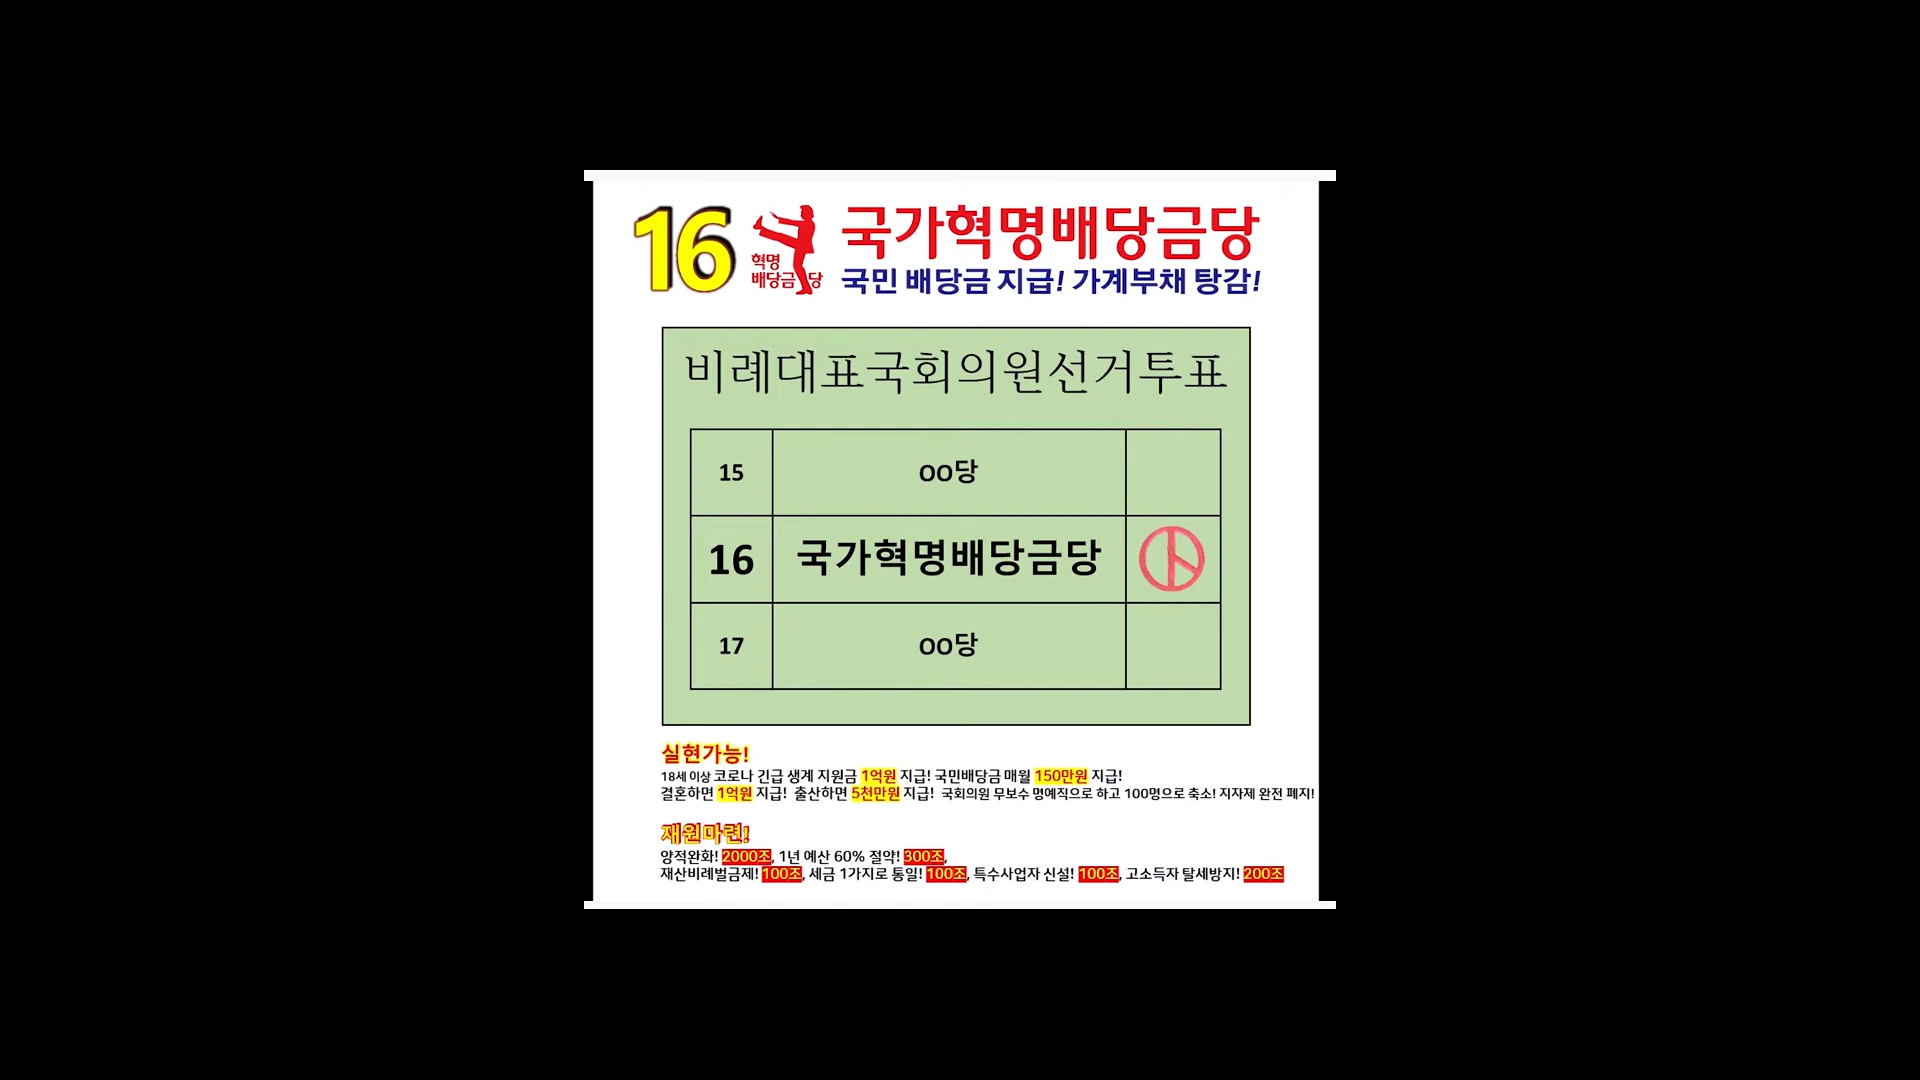 16
혁명
배당금당
국가혁명배당금당
국민 배당금 지급! 가계부채 탕감!
비례대표국회의원선거투표
15 OO당
16 국가혁명배당금당 卜
17 OO당
실현가능!
18세 이상 코로나 긴급 생계 지원금 1억원 지급! 국민배당금 매월 150만원 지급!
결혼하면 1억원 지급! 출산하면 5천만원 지급! 국회의원 무보수 명예직으로 하고 100명으로 축소! 지자제 완전 폐지!
재원마련!
양적완화! 2000조, 1년 예산 60% 절약! 300조,
재산비례벌금제! 100조, 세금 1가지로 통일! 100조, 특수사업자 신설! 100조, 고소득자 탈세방지! 200조